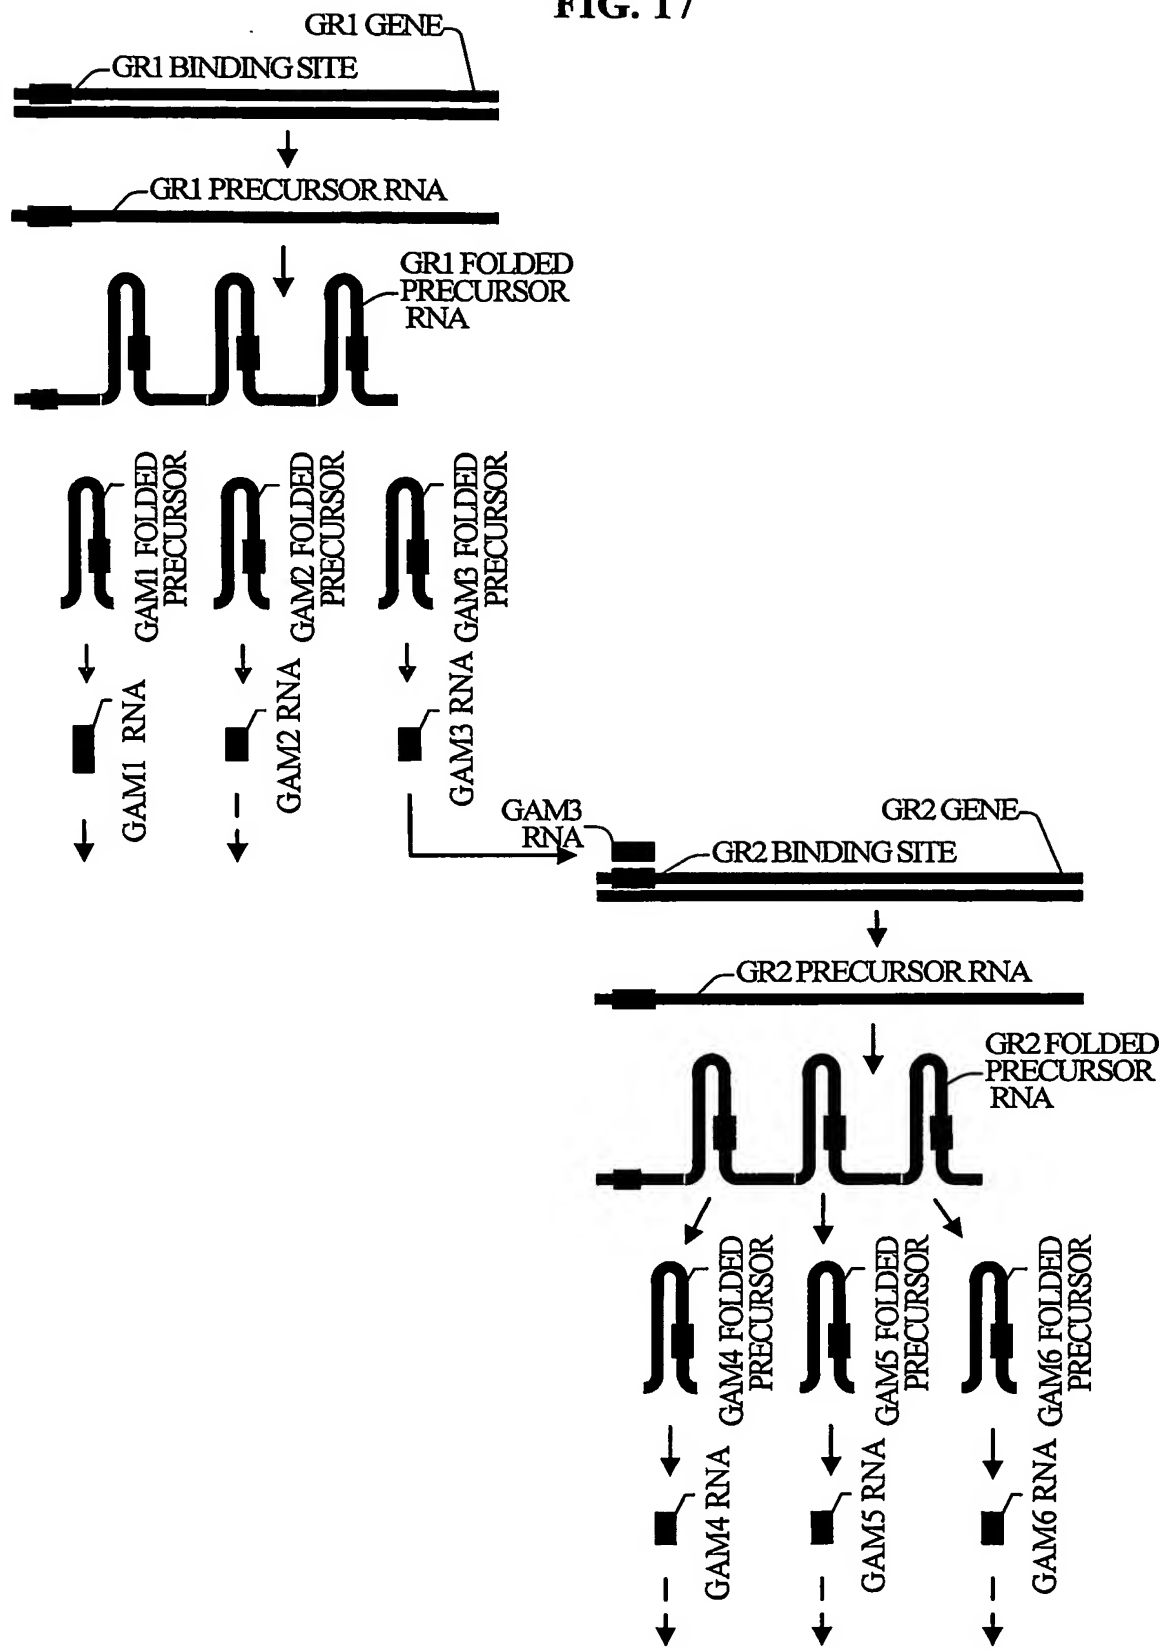 FIG. 17
GR1 GENE
GR1 BINDING SITE
GR1 PRECURSOR RNA
GR1 FOLDED
PRECURSOR
RNA
GAM1 FOLDED
PRECURSOR
GAM2 FOLDED
PRECURSOR
GAM3 FOLDED
PRECURSOR
GAM1 RNA
GAM2 RNA
GAM3 RNA
GAM3
RNA
GR2 GENE
GR2 BINDING SITE
GR2 PRECURSOR RNA
GR2 FOLDED
PRECURSOR
RNA
GAM4 FOLDED
PRECURSOR
GAM5 FOLDED
PRECURSOR
GAM6 FOLDED
PRECURSOR
GAM4 RNA
GAM5 RNA
GAM6 RNA